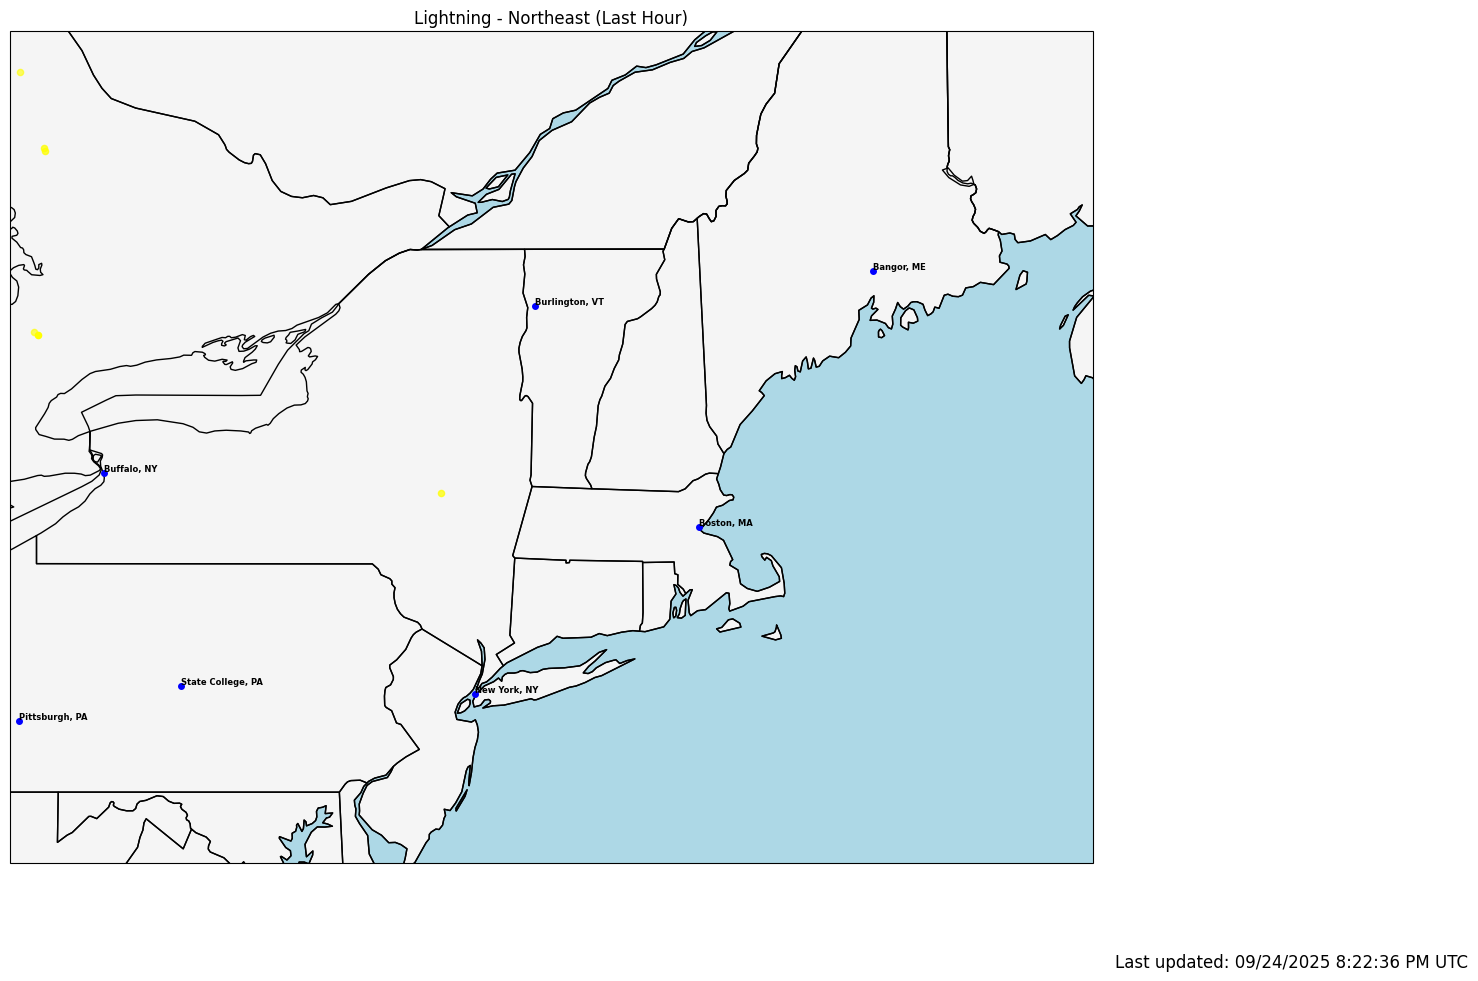 Lightning - Northeast (Last Hour)
Bangor, ME
Burlington, VT
Buffalo, NY
Boston, MA
State College, PA
New York, NY
Pittsburgh, PA
Last updated: 09/24/2025 8:22:36 PM UTC